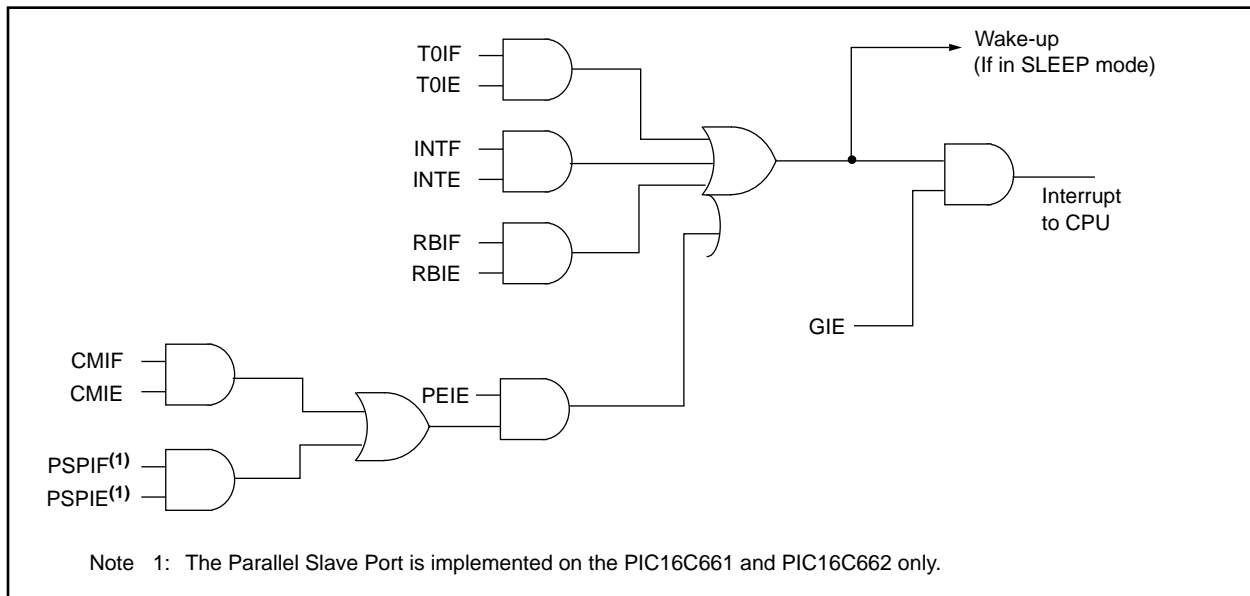 T0IF
T0IE
INTF
INTE
RBIF
RBIE
CMIF
CMIE
PSPIF(1)
PSPIE(1)
PEIE
Wake-up
(If in SLEEP mode)
GIE
Interrupt
to CPU
Note 1: The Parallel Slave Port is implemented on the PIC16C661 and PIC16C662 only.